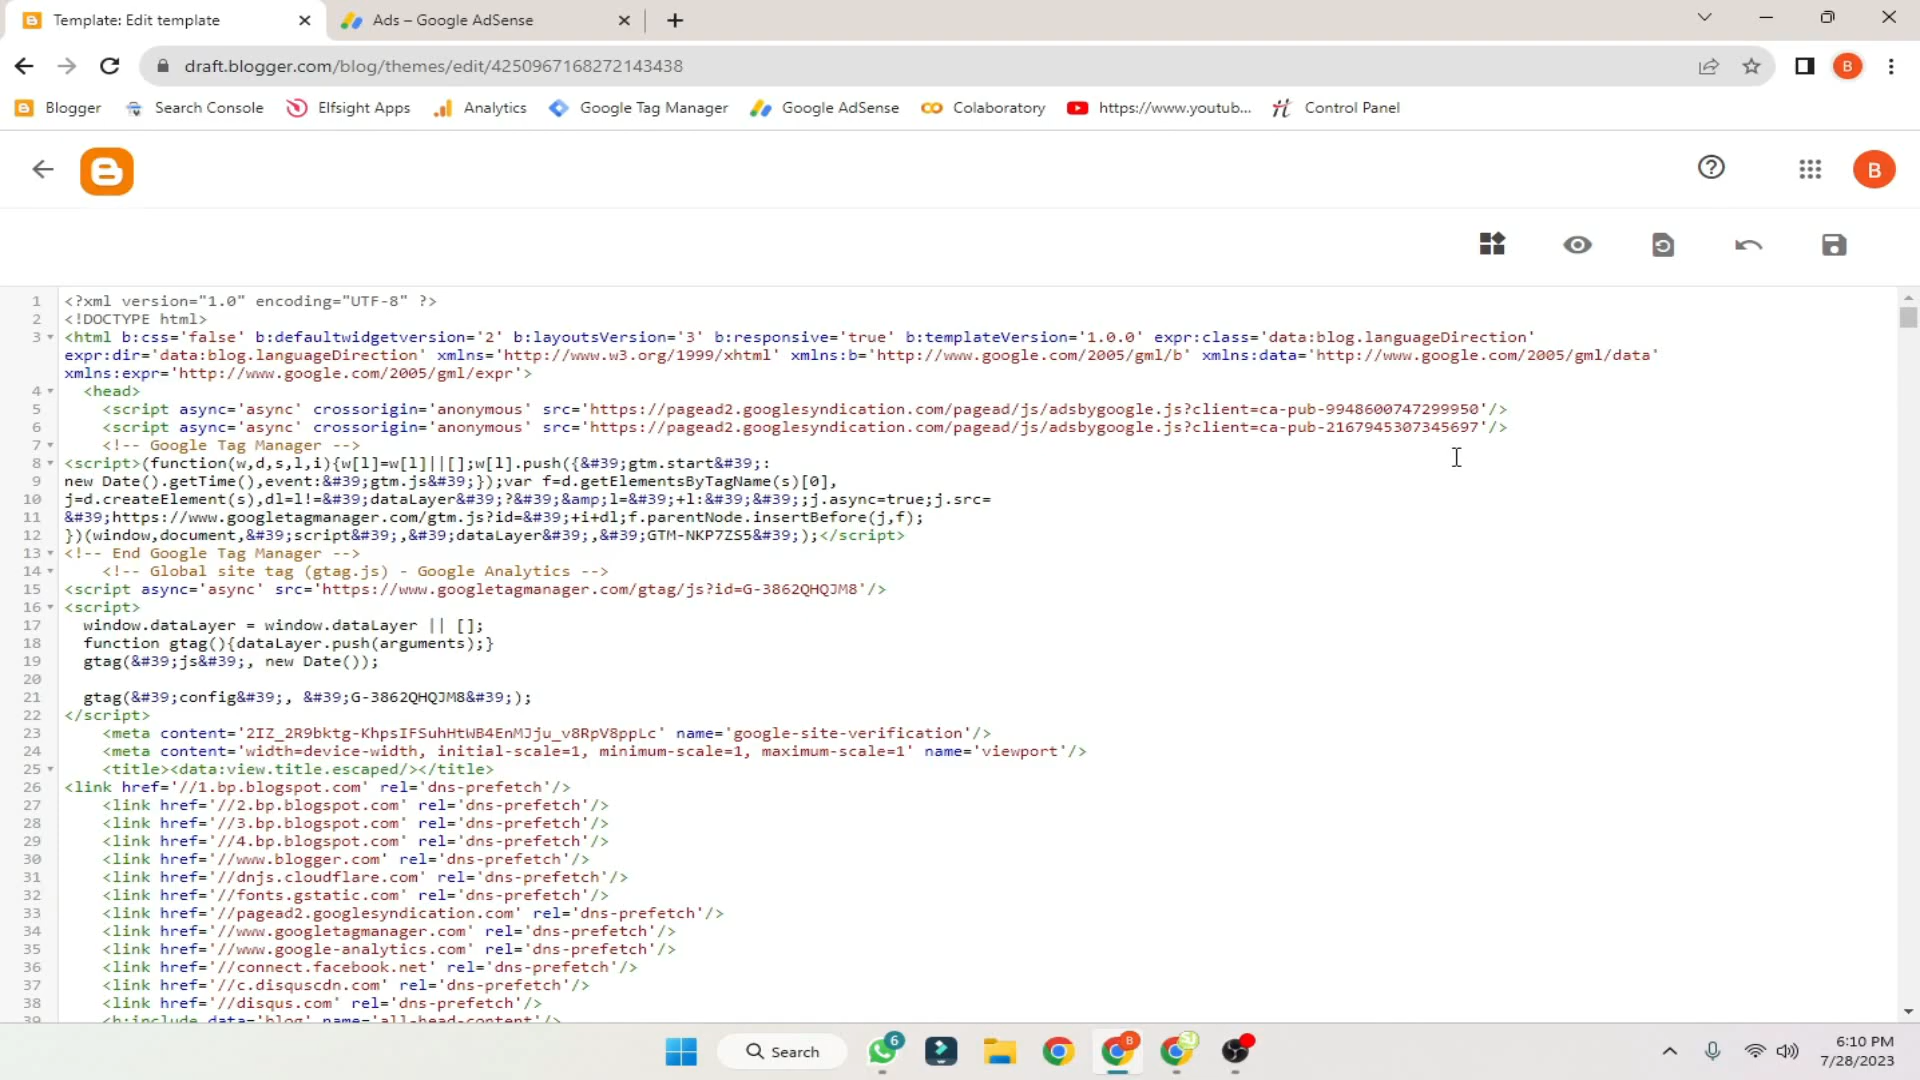 Template: Edit template
Ads – Google AdSense
draft.blogger.com/blog/themes/edit/4250967168272143438
B
Blogger
Search Console
Elfsight Apps
Analytics
Google Tag Manager
Google AdSense
Colaboratory
https://www.youtub...
Control Panel
B
1 <?xml version="1.0" encoding="UTF-8" ?>
2 <!DOCTYPE html>
3 <html b:css='false' b:defaultwidgetversion='2' b:layoutsVersion='3' b:responsive='true' b:templateVersion='1.0.0' expr:class='data:blog.languageDirection'
expr:dir='data:blog.languageDirection' xmlns='http://www.w3.org/1999/xhtml' xmlns:b='http://www.google.com/2005/gml/b' xmlns:data='http://www.google.com/2005/gml/data'
xmlns:expr='http://www.google.com/2005/gml/expr'>
4 <head>
5 <script async='async' crossorigin='anonymous' src='https://pagead2.googlesyndication.com/pagead/js/adsbygoogle.js?client=ca-pub-9948600747299950'/>
6 <script async='async' crossorigin='anonymous' src='https://pagead2.googlesyndication.com/pagead/js/adsbygoogle.js?client=ca-pub-2167945307345697'/>
7 <!-- Google Tag Manager -->
8 <script>(function(w,d,s,l,i){w[l]=w[l]||[];w[l].push({&#39;gtm.start&#39;:
9 new Date().getTime(),event:&#39;gtm.js&#39;});var f=d.getElementsByTagName(s)[0],
10 j=d.createElement(s),dl=l!=&#39;dataLayer&#39;?&#39;&amp;l=&#39;+l:&#39;&#39;;j.async=true;j.src=
11 &#39;https://www.googletagmanager.com/gtm.js?id=&#39;+i+dl;f.parentNode.insertBefore(j,f);
12 })(window,document,&#39;script&#39;,&#39;dataLayer&#39;,&#39;GTM-NKP7ZS5&#39;);</script>
13 <!-- End Google Tag Manager -->
14 <!-- Global site tag (gtag.js) - Google Analytics -->
15 <script async='async' src='https://www.googletagmanager.com/gtag/js?id=G-3862QHQJM8'/>
16 <script>
17 window.dataLayer = window.dataLayer || [];
18 function gtag(){dataLayer.push(arguments);}
19 gtag(&#39;js&#39;, new Date());
20
21 gtag(&#39;config&#39;, &#39;G-3862QHQJM8&#39;);
22 </script>
23 <meta content='2IZ_2R9bktg-KhpsIFSuhHtWB4EnMJju_v8RpV8ppLc' name='google-site-verification'/>
24 <meta content='width=device-width, initial-scale=1, minimum-scale=1, maximum-scale=1' name='viewport'/>
25 <title><data:view.title.escaped/></title>
26 <link href='//1.bp.blogspot.com' rel='dns-prefetch'/>
27 <link href='//2.bp.blogspot.com' rel='dns-prefetch'/>
28 <link href='//3.bp.blogspot.com' rel='dns-prefetch'/>
29 <link href='//4.bp.blogspot.com' rel='dns-prefetch'/>
30 <link href='//www.blogger.com' rel='dns-prefetch'/>
31 <link href='//dnjs.cloudflare.com' rel='dns-prefetch'/>
32 <link href='//fonts.gstatic.com' rel='dns-prefetch'/>
33 <link href='//pagead2.googlesyndication.com' rel='dns-prefetch'/>
34 <link href='//www.googletagmanager.com' rel='dns-prefetch'/>
35 <link href='//www.google-analytics.com' rel='dns-prefetch'/>
36 <link href='//connect.facebook.net' rel='dns-prefetch'/>
37 <link href='//c.disquscdn.com' rel='dns-prefetch'/>
38 <link href='//disqus.com' rel='dns-prefetch'/>
39 <b:include data='blog' name='all-head-content'/>
Search
6
B
6:10 PM
7/28/2023